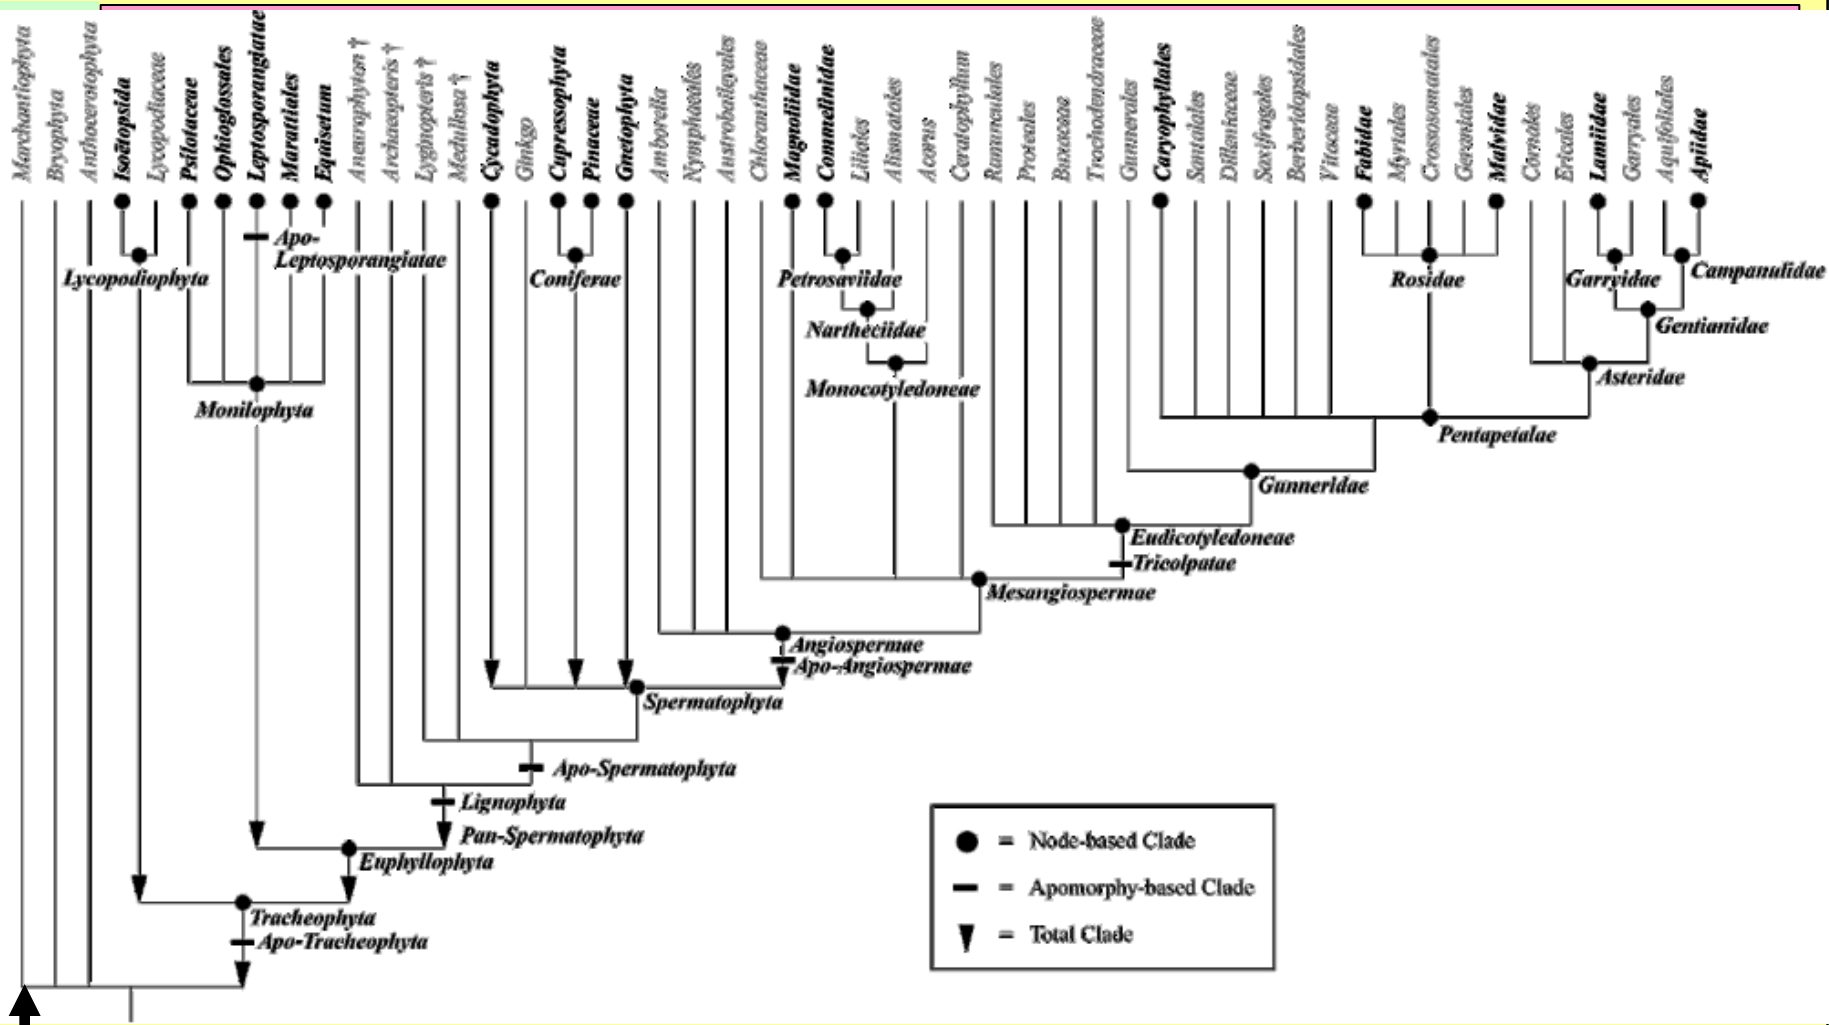 Marchantiophyta
Bryophyta
Anthocerotophyta
Isoëtopsida
Lycopodiaceae
Psilotaceae
Ophioglossales
Leptosporangiatae
Marattiales
Equisetum
Aneurophyton †
Archaeopteris †
Lyginopteris †
Medullosa †
Cycadophyta
Ginkgo
Cupressophyta
Pinaceae
Gnetophyta
Amborella
Nymphaeales
Austrobaileyales
Chloranthaceae
Magnoliidae
Commelinidae
Liliales
Alismatales
Acorus
Ceratophyllum
Ranunculales
Proteales
Buxaceae
Trochodendraceae
Gunnerales
Caryophyllales
Santalales
Dilleniaceae
Saxifragales
Berberidopsidales
Vitaceae
Fabidae
Myrtales
Crossosomatales
Geraniales
Malvidae
Cornales
Ericales
Lamiidae
Garryales
Aquifoliales
Apiidae
Apo-
Leptosporangiatae
Lycopodiophyta
Coniferae
Petrosaviidae
Rosidae
Garryidae
Campanulidae
Nartheciidae
Gentianidae
Monocotyledoneae
Asteridae
Monilophyta
Pentapetalae
Gunneridae
Eudicotyledoneae
Tricolpatae
Mesangiospermae
Angiospermae
Apo-Angiospermae
Spermatophyta
Apo-Spermatophyta
Lignophyta
Pan-Spermatophyta
Euphyllophyta
Tracheophyta
Apo-Tracheophyta
= Node-based Clade
= Apomorphy-based Clade
= Total Clade